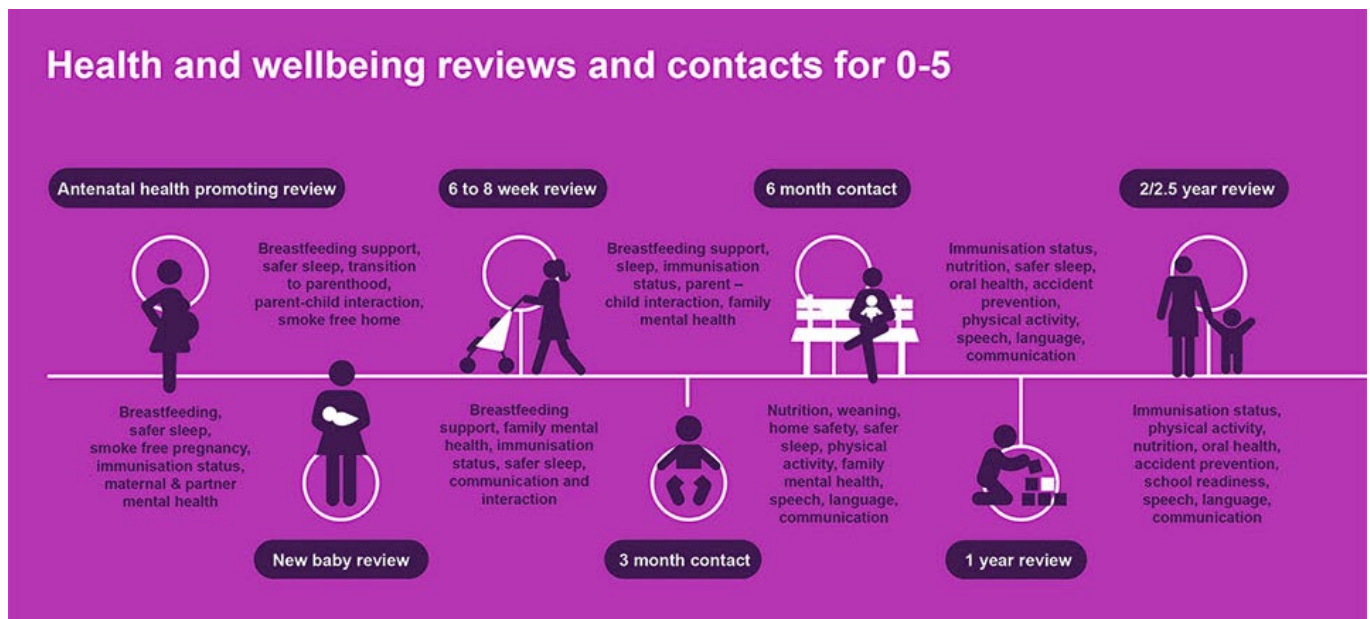 Health and wellbeing reviews and contacts for 0-5
Antenatal health promoting review
Breastfeeding,
safer sleep,
smoke free pregnancy,
immunisation status,
maternal & partner
mental health
Breastfeeding support,
safer sleep, transition
to parenthood,
parent-child interaction,
smoke free home
New baby review
6 to 8 week review
Breastfeeding
support, family mental
health, immunisation
status, safer sleep,
communication and
interaction
Breastfeeding support,
sleep, immunisation
status, parent –
child interaction, family
mental health
3 month contact
6 month contact
Nutrition, weaning,
home safety, safer
sleep, physical
activity, family
mental health,
speech, language,
communication
Immunisation status,
nutrition, safer sleep,
oral health, accident
prevention,
physical activity,
speech, language,
communication
1 year review
2/2.5 year review
Immunisation status,
physical activity,
nutrition, oral health,
accident prevention,
school readiness,
speech, language,
communication